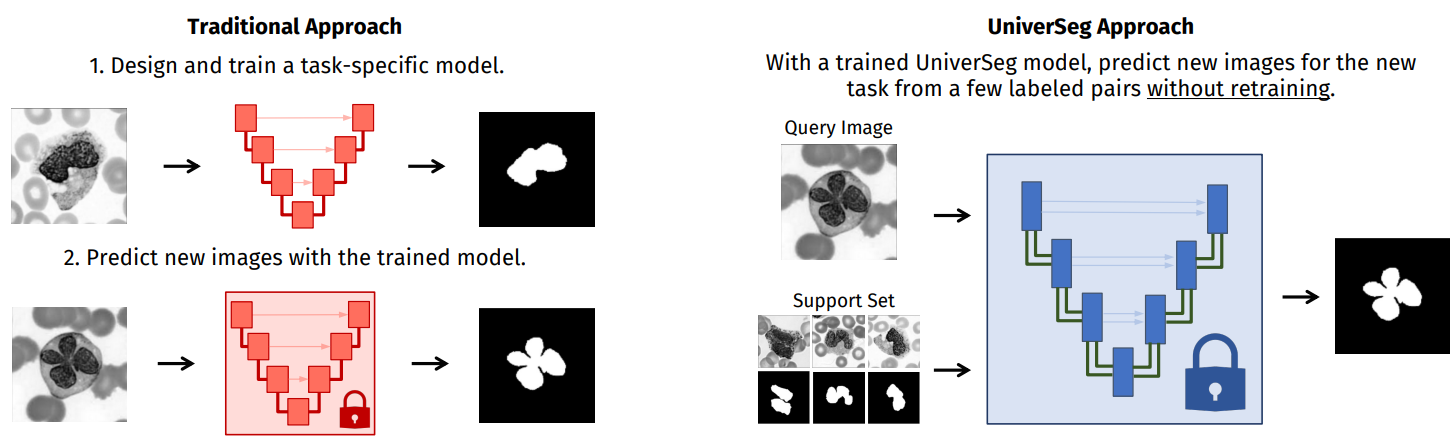 Traditional Approach
1. Design and train a task-specific model.
2. Predict new images with the trained model.
UniverSeg Approach
With a trained UniverSeg model, predict new images for the new
task from a few labeled pairs without retraining.
Query Image
Support Set